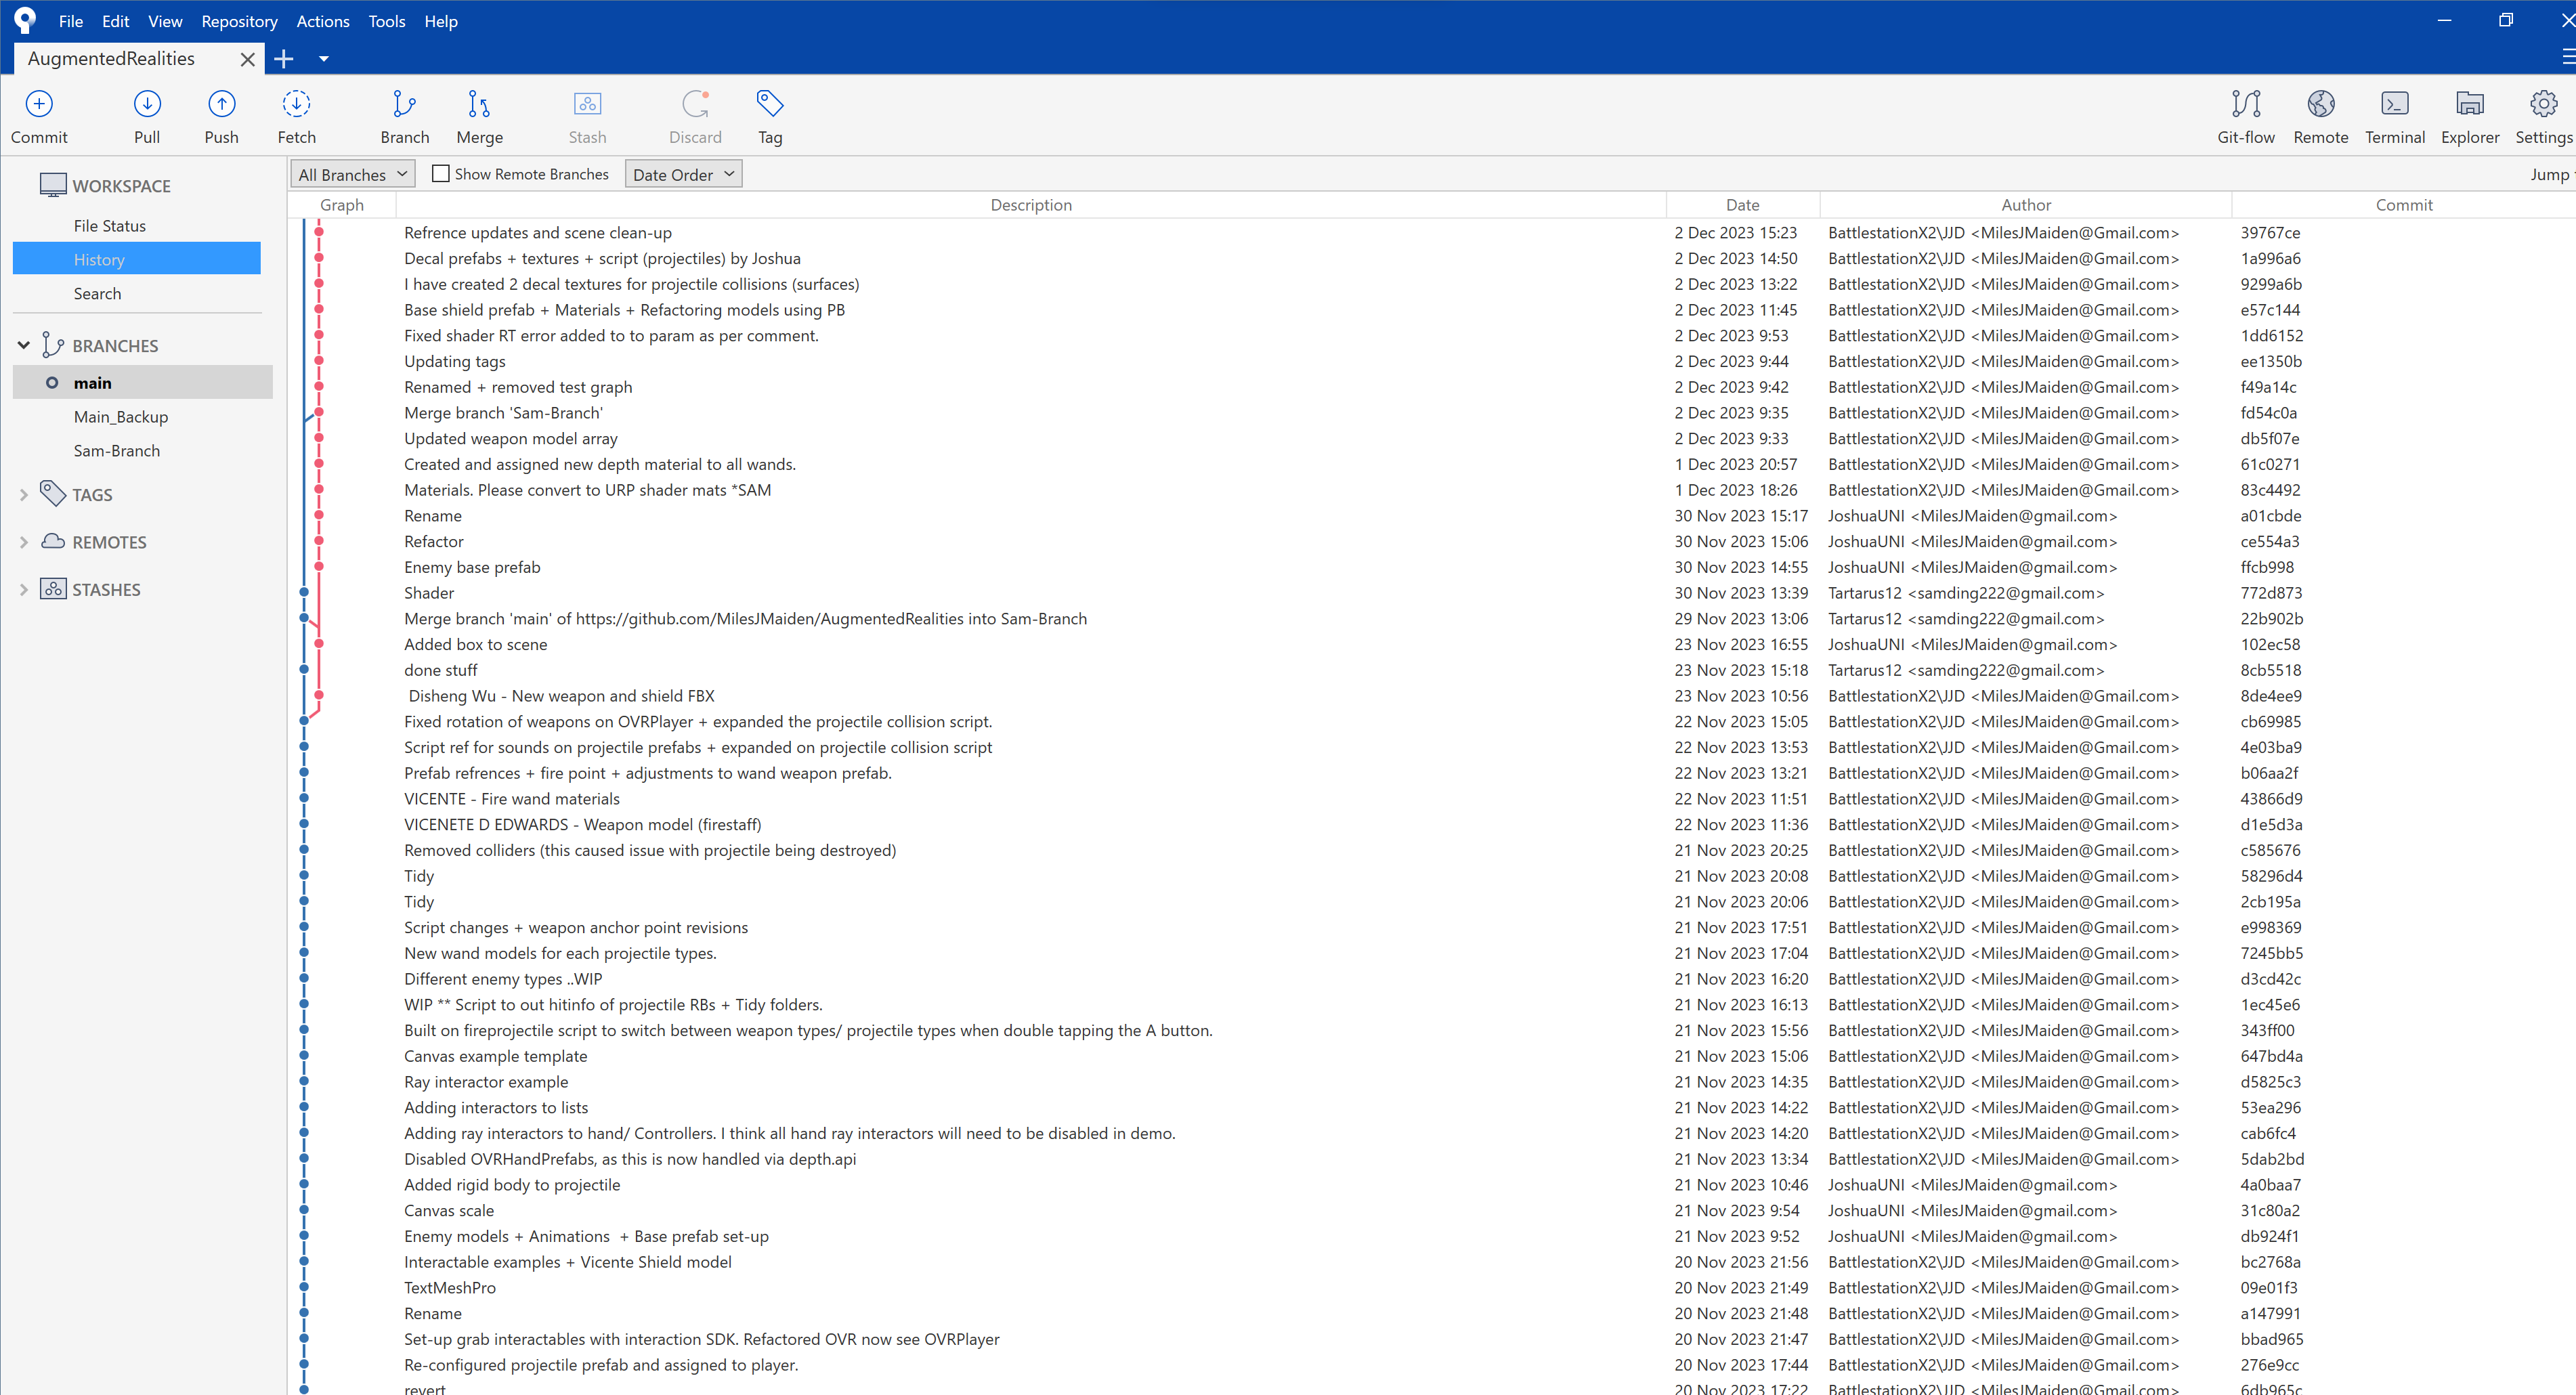 File Edit View Repository Actions Tools Help
AugmentedRealities
Commit Pull Push Fetch Branch Merge Stash Discard Tag Git-flow Remote Terminal Explorer Settings
WORKSPACE
File Status
History
Search
BRANCHES
main
Main_Backup
Sam-Branch
TAGS
REMOTES
STASHES
All Branches Show Remote Branches Date Order Jump
Graph Description Date Author Commit
Refrence updates and scene clean-up 2 Dec 2023 15:23 BattlestationX2\JJD <MilesJMaiden@Gmail.com> 39767ce
Decal prefabs + textures + script (projectiles) by Joshua 2 Dec 2023 14:50 BattlestationX2\JJD <MilesJMaiden@Gmail.com> 1a996a6
I have created 2 decal textures for projectile collisions (surfaces) 2 Dec 2023 13:22 BattlestationX2\JJD <MilesJMaiden@Gmail.com> 9299a6b
Base shield prefab + Materials + Refactoring models using PB 2 Dec 2023 11:45 BattlestationX2\JJD <MilesJMaiden@Gmail.com> e57c144
Fixed shader RT error added to to param as per comment. 2 Dec 2023 9:53 BattlestationX2\JJD <MilesJMaiden@Gmail.com> 1dd6152
Updating tags 2 Dec 2023 9:44 BattlestationX2\JJD <MilesJMaiden@Gmail.com> ee1350b
Renamed + removed test graph 2 Dec 2023 9:42 BattlestationX2\JJD <MilesJMaiden@Gmail.com> f49a14c
Merge branch 'Sam-Branch' 2 Dec 2023 9:35 BattlestationX2\JJD <MilesJMaiden@Gmail.com> fd54c0a
Updated weapon model array 2 Dec 2023 9:33 BattlestationX2\JJD <MilesJMaiden@Gmail.com> db5f07e
Created and assigned new depth material to all wands. 1 Dec 2023 20:57 BattlestationX2\JJD <MilesJMaiden@Gmail.com> 61c0271
Materials. Please convert to URP shader mats *SAM 1 Dec 2023 18:26 BattlestationX2\JJD <MilesJMaiden@Gmail.com> 83c4492
Rename 30 Nov 2023 15:17 JoshuaUNI <MilesJMaiden@gmail.com> a01cbde
Refactor 30 Nov 2023 15:06 JoshuaUNI <MilesJMaiden@gmail.com> ce554a3
Enemy base prefab 30 Nov 2023 14:55 JoshuaUNI <MilesJMaiden@gmail.com> ffcb998
Shader 30 Nov 2023 13:39 Tartarus12 <samding222@gmail.com> 772d873
Merge branch 'main' of https://github.com/MilesJMaiden/AugmentedRealities into Sam-Branch 29 Nov 2023 13:06 Tartarus12 <samding222@gmail.com> 22b902b
Added box to scene 23 Nov 2023 16:55 JoshuaUNI <MilesJMaiden@gmail.com> 102ec58
done stuff 23 Nov 2023 15:18 Tartarus12 <samding222@gmail.com> 8cb5518
Disheng Wu - New weapon and shield FBX 23 Nov 2023 10:56 BattlestationX2\JJD <MilesJMaiden@Gmail.com> 8de4ee9
Fixed rotation of weapons on OVRPlayer + expanded the projectile collision script. 22 Nov 2023 15:05 BattlestationX2\JJD <MilesJMaiden@Gmail.com> cb69985
Script ref for sounds on projectile prefabs + expanded on projectile collision script 22 Nov 2023 13:53 BattlestationX2\JJD <MilesJMaiden@Gmail.com> 4e03ba9
Prefab refrences + fire point + adjustments to wand weapon prefab. 22 Nov 2023 13:21 BattlestationX2\JJD <MilesJMaiden@Gmail.com> b06aa2f
VICENTE - Fire wand materials 22 Nov 2023 11:51 BattlestationX2\JJD <MilesJMaiden@Gmail.com> 43866d9
VICENETE D EDWARDS - Weapon model (firestaff) 22 Nov 2023 11:36 BattlestationX2\JJD <MilesJMaiden@Gmail.com> d1e5d3a
Removed colliders (this caused issue with projectile being destroyed) 21 Nov 2023 20:25 BattlestationX2\JJD <MilesJMaiden@Gmail.com> c585676
Tidy 21 Nov 2023 20:08 BattlestationX2\JJD <MilesJMaiden@Gmail.com> 58296d4
Tidy 21 Nov 2023 20:06 BattlestationX2\JJD <MilesJMaiden@Gmail.com> 2cb195a
Script changes + weapon anchor point revisions 21 Nov 2023 17:51 BattlestationX2\JJD <MilesJMaiden@Gmail.com> e998369
New wand models for each projectile types. 21 Nov 2023 17:04 BattlestationX2\JJD <MilesJMaiden@Gmail.com> 7245bb5
Different enemy types ..WIP 21 Nov 2023 16:20 BattlestationX2\JJD <MilesJMaiden@Gmail.com> d3cd42c
WIP ** Script to out hitinfo of projectile RBs + Tidy folders. 21 Nov 2023 16:13 BattlestationX2\JJD <MilesJMaiden@Gmail.com> 1ec45e6
Built on fireprojectile script to switch between weapon types/ projectile types when double tapping the A button. 21 Nov 2023 15:56 BattlestationX2\JJD <MilesJMaiden@Gmail.com> 343ff00
Canvas example template 21 Nov 2023 15:06 BattlestationX2\JJD <MilesJMaiden@Gmail.com> 647bd4a
Ray interactor example 21 Nov 2023 14:35 BattlestationX2\JJD <MilesJMaiden@Gmail.com> d5825c3
Adding interactors to lists 21 Nov 2023 14:22 BattlestationX2\JJD <MilesJMaiden@Gmail.com> 53ea296
Adding ray interactors to hand/ Controllers. I think all hand ray interactors will need to be disabled in demo. 21 Nov 2023 14:20 BattlestationX2\JJD <MilesJMaiden@Gmail.com> cab6fc4
Disabled OVRHandPrefabs, as this is now handled via depth.api 21 Nov 2023 13:34 BattlestationX2\JJD <MilesJMaiden@Gmail.com> 5dab2bd
Added rigid body to projectile 21 Nov 2023 10:46 JoshuaUNI <MilesJMaiden@gmail.com> 4a0baa7
Canvas scale 21 Nov 2023 9:54 JoshuaUNI <MilesJMaiden@gmail.com> 31c80a2
Enemy models + Animations + Base prefab set-up 21 Nov 2023 9:52 JoshuaUNI <MilesJMaiden@gmail.com> db924f1
Interactable examples + Vicente Shield model 20 Nov 2023 21:56 BattlestationX2\JJD <MilesJMaiden@Gmail.com> bc2768a
TextMeshPro 20 Nov 2023 21:49 BattlestationX2\JJD <MilesJMaiden@Gmail.com> 09e01f3
Rename 20 Nov 2023 21:48 BattlestationX2\JJD <MilesJMaiden@Gmail.com> a147991
Set-up grab interactables with interaction SDK. Refactored OVR now see OVRPlayer 20 Nov 2023 21:47 BattlestationX2\JJD <MilesJMaiden@Gmail.com> bbad965
Re-configured projectile prefab and assigned to player. 20 Nov 2023 17:44 BattlestationX2\JJD <MilesJMaiden@Gmail.com> 276e9cc
revert 20 Nov 2023 17:22 BattlestationX2\JJD <MilesJMaiden@Gmail.com> 6db965c